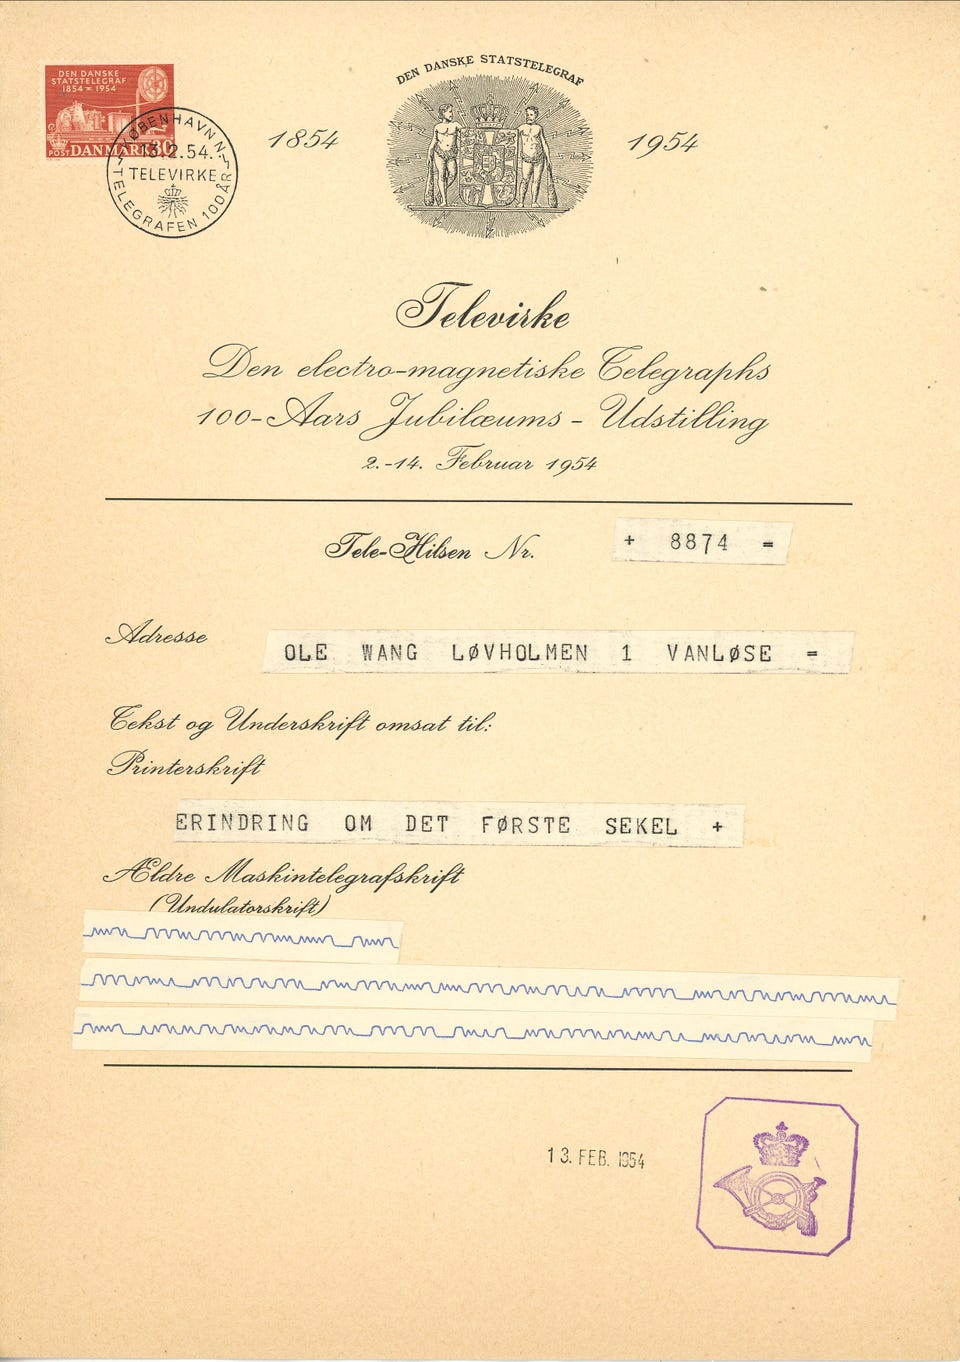 DEN DANSKE
STATSTELEGRAF
1854 = 1954
POST DANMARK 30
KØBENHAVN
13.2.54.
TELEVIRKE
TELEGRAFEN 100 ÅR
DEN DANSKE STATSTELEGRAF
1854 1954
Televirke
Den electro-magnetiske Telegraphs
100-Aars Jubilæums - Udstilling
2.-14. Februar 1954
Tele-Hilsen Nr. + 8874 =
Adresse
OLE WANG LØVHOLMEN 1 VANLØSE =
Tekst og Underskrift omsat til:
Printerskrift
ERINDRING OM DET FØRSTE SEKEL +
Ældre Maskintelegrafskrift
(Undulatorskrift)
13. FEB. 1954